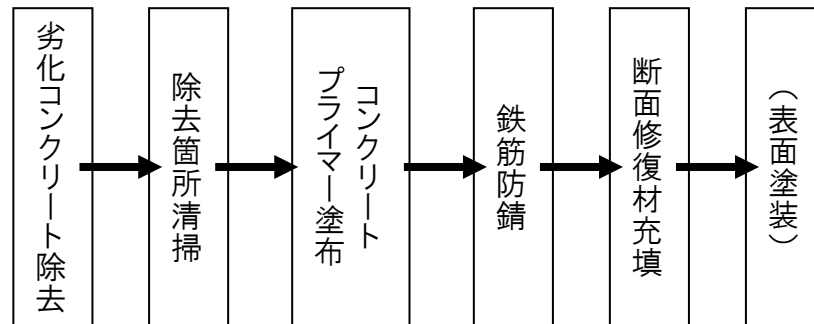 劣化コンクリート除去
除去箇所清掃
コンクリート
プライマー塗布
鉄筋防錆
断面修復材充填
（表面塗装）